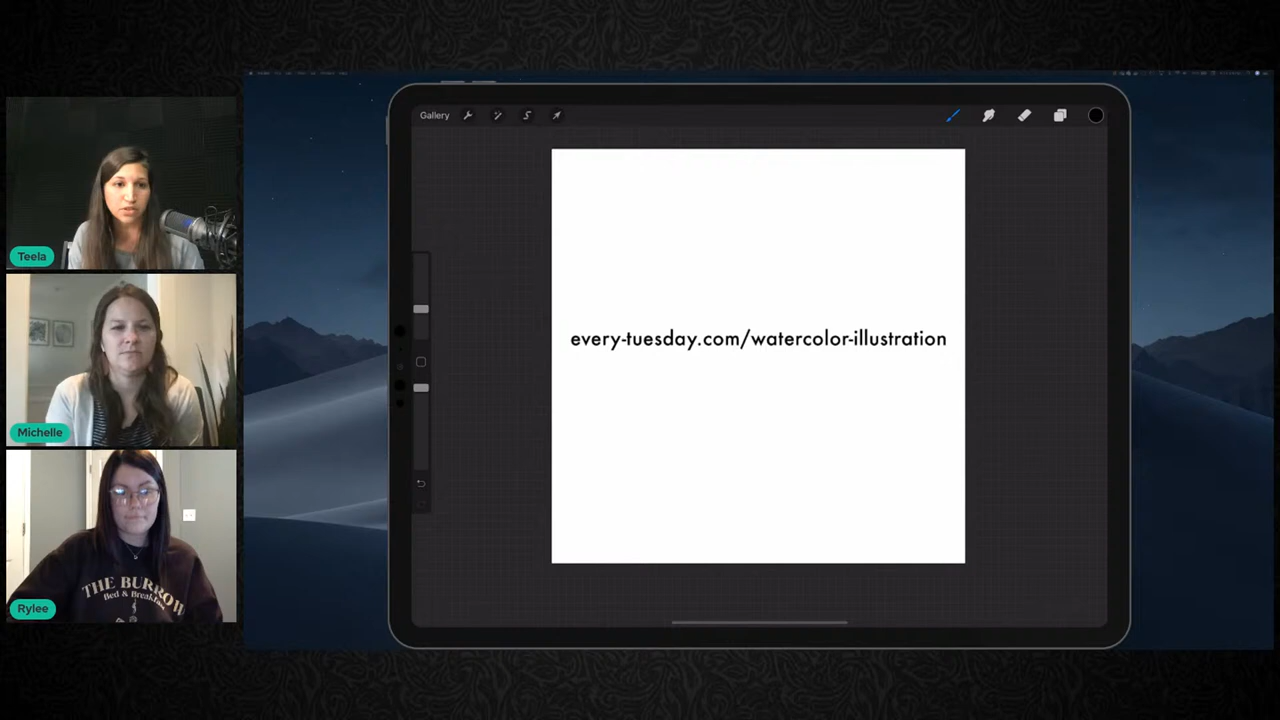 Gallery
every-tuesday.com/watercolor-illustration
Teela
Michelle
THE BURROW
Bed & Breakfast
Rylee